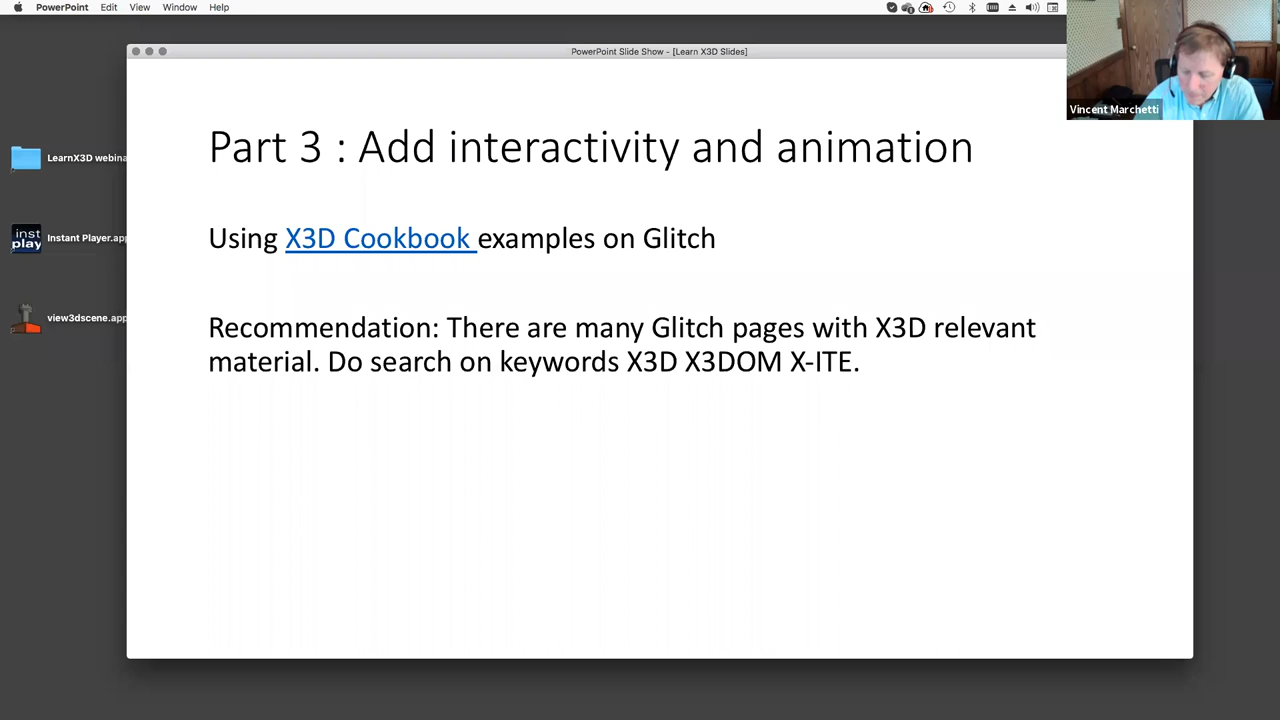 PowerPoint Edit View Window Help
PowerPoint Slide Show - [Learn X3D Slides]
Vincent Marchetti
Part 3 : Add interactivity and animation
LearnX3D webina
Using X3D Cookbook examples on Glitch
inst
play
Instant Player.app
Recommendation: There are many Glitch pages with X3D relevant
view3dscene.app
material. Do search on keywords X3D X3DOM X-ITE.